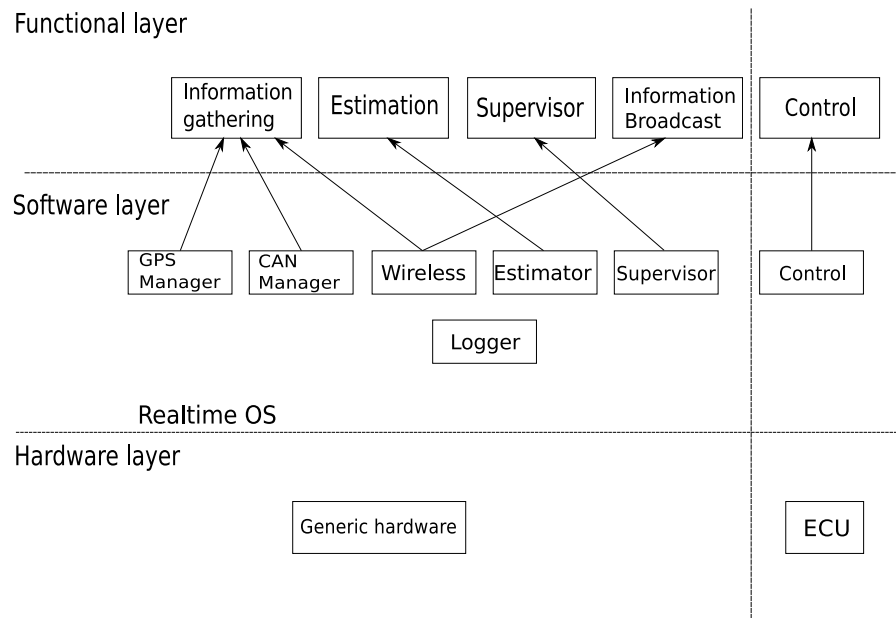 Functional layer
Information
gathering
Estimation
Supervisor
Information
Broadcast
Control
Software layer
GPS
Manager
CAN
Manager
Wireless
Estimator
Supervisor
Control
Logger
Realtime OS
Hardware layer
Generic hardware
ECU